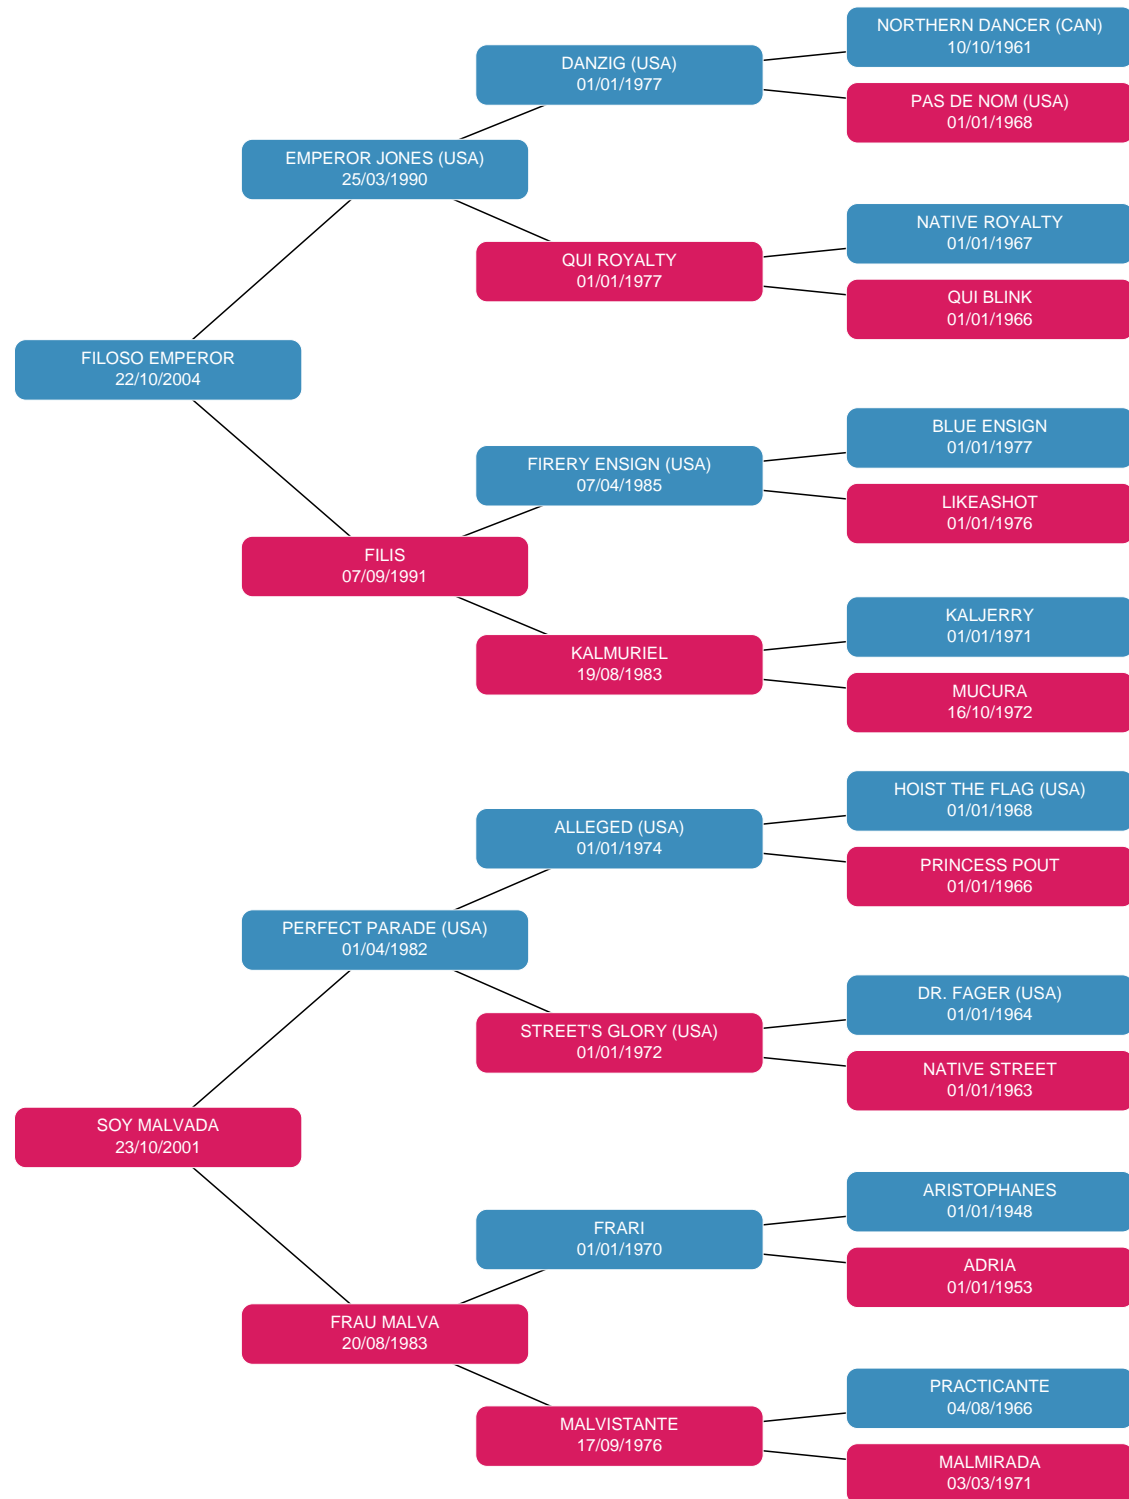 NORTHERN DANCER (CAN)
10/10/1961
DANZIG (USA)
01/01/1977
PAS DE NOM (USA)
01/01/1968
EMPEROR JONES (USA)
25/03/1990
NATIVE ROYALTY
01/01/1967
QUI ROYALTY
01/01/1977
QUI BLINK
01/01/1966
FILOSO EMPEROR
22/10/2004
BLUE ENSIGN
01/01/1977
FIRERY ENSIGN (USA)
07/04/1985
LIKEASHOT
01/01/1976
FILIS
07/09/1991
KALJERRY
01/01/1971
KALMURIEL
19/08/1983
MUCURA
16/10/1972
HOIST THE FLAG (USA)
01/01/1968
ALLEGED (USA)
01/01/1974
PRINCESS POUT
01/01/1966
PERFECT PARADE (USA)
01/04/1982
DR. FAGER (USA)
01/01/1964
STREET'S GLORY (USA)
01/01/1972
NATIVE STREET
01/01/1963
SOY MALVADA
23/10/2001
ARISTOPHANES
01/01/1948
FRARI
01/01/1970
ADRIA
01/01/1953
FRAU MALVA
20/08/1983
PRACTICANTE
04/08/1966
MALVISTANTE
17/09/1976
MALMIRADA
03/03/1971